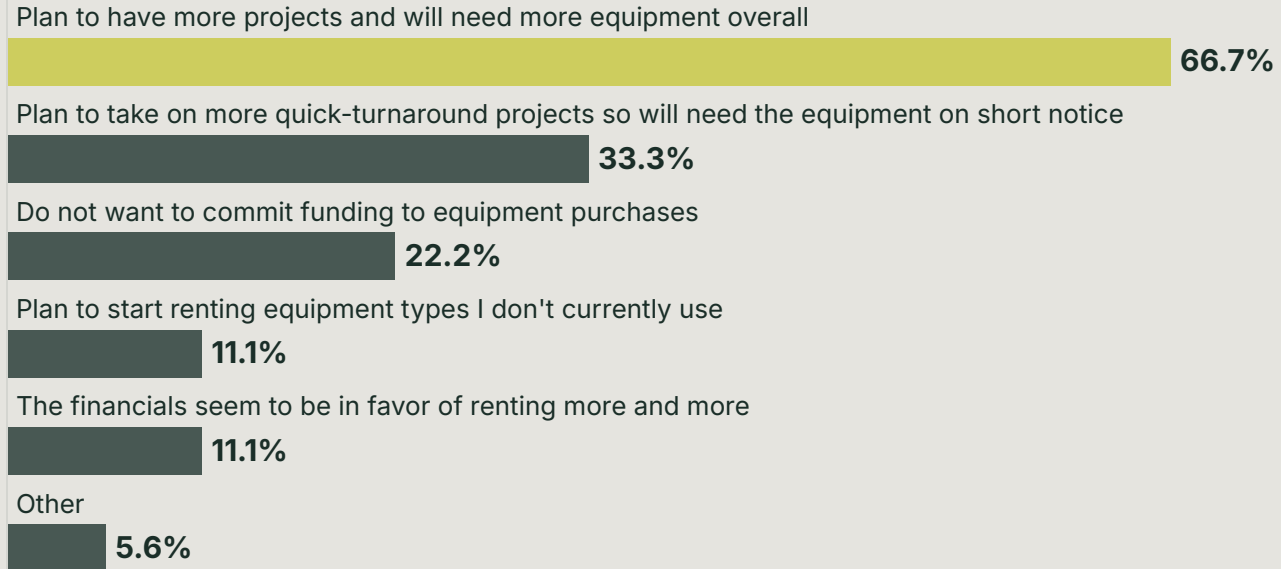 Plan to have more projects and will need more equipment overall
66.7%
Plan to take on more quick-turnaround projects so will need the equipment on short notice
33.3%
Do not want to commit funding to equipment purchases
22.2%
Plan to start renting equipment types I don't currently use
11.1%
The financials seem to be in favor of renting more and more
11.1%
Other
5.6%